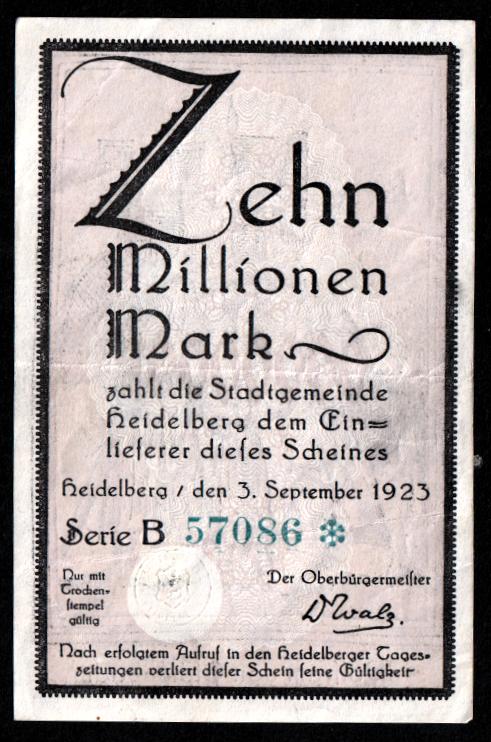 Zehn
Millionen
Mark
zahlt die Stadtgemeinde
Heidelberg dem Ein=
lieferer dieses Scheines
Heidelberg / den 3. September 1923
Serie B 57086 *
Nur mit
Trocken-
stempel
gültig
Der Oberbürgermeister
D Walz.
Nach erfolgtem Aufruf in den Heidelberger Tages-
zeitungen verliert dieser Schein seine Gültigkeit